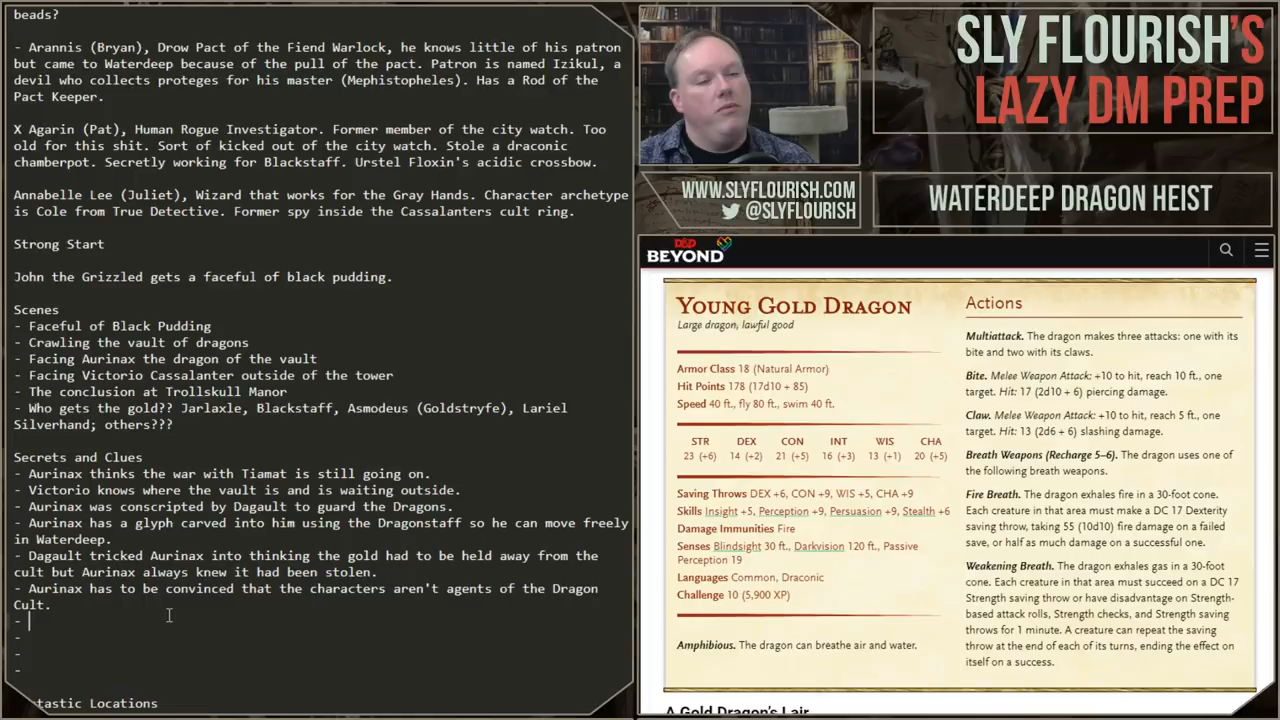 beads?
- Arannis (Bryan), Drow Pact of the Fiend Warlock, he knows little of his patron
but came to Waterdeep because of the pull of the pact. Patron is named Izikul, a
devil who collects proteges for his master (Mephistopheles). Has a Rod of the
Pact Keeper.
X Agarin (Pat), Human Rogue Investigator. Former member of the city watch. Too
old for this shit. Sort of kicked out of the city watch. Stole a draconic
chamberpot. Secretly working for Blackstaff. Urstel Floxin's acidic crossbow.
Annabelle Lee (Juliet), Wizard that works for the Gray Hands. Character archetype
is Cole from True Detective. Former spy inside the Cassalanters cult ring.
Strong Start
John the Grizzled gets a faceful of black pudding.
Scenes
- Faceful of Black Pudding
- Crawling the vault of dragons
- Facing Aurinax the dragon of the vault
- Facing Victorio Cassalanter outside of the tower
- The conclusion at Trollskull Manor
- Who gets the gold?? Jarlaxle, Blackstaff, Asmodeus (Goldstryfe), Lariel
Silverhand; others???
Secrets and Clues
- Aurinax thinks the war with Tiamat is still going on.
- Victorio knows where the vault is and is waiting outside.
- Aurinax was conscripted by Dagault to guard the Dragons.
- Aurinax has a glyph carved into him using the Dragonstaff so he can move freely
in Waterdeep.
- Dagault tricked Aurinax into thinking the gold had to be held away from the
cult but Aurinax always knew it had been stolen.
- Aurinax has to be convinced that the characters aren't agents of the Dragon
Cult.
-
-
-
-
tastic Locations
SLY FLOURISH'S
LAZY DM PREP
WWW.SLYFLOURISH.COM
@SLYFLOURISH
WATERDEEP DRAGON HEIST
D&D
BEYOND
YOUNG GOLD DRAGON
Large dragon, lawful good
Armor Class 18 (Natural Armor)
Hit Points 178 (17d10 + 85)
Speed 40 ft., fly 80 ft., swim 40 ft.
STR DEX CON INT WIS CHA
23 (+6) 14 (+2) 21 (+5) 16 (+3) 13 (+1) 20 (+5)
Saving Throws DEX +6, CON +9, WIS +5, CHA +9
Skills Insight +5, Perception +9, Persuasion +9, Stealth +6
Damage Immunities Fire
Senses Blindsight 30 ft., Darkvision 120 ft., Passive
Perception 19
Languages Common, Draconic
Challenge 10 (5,900 XP)
Amphibious. The dragon can breathe air and water.
Actions
Multiattack. The dragon makes three attacks: one with its
bite and two with its claws.
Bite. Melee Weapon Attack: +10 to hit, reach 10 ft., one
target. Hit: 17 (2d10 + 6) piercing damage.
Claw. Melee Weapon Attack: +10 to hit, reach 5 ft., one
target. Hit: 13 (2d6 + 6) slashing damage.
Breath Weapons (Recharge 5–6). The dragon uses one of
the following breath weapons.
Fire Breath. The dragon exhales fire in a 30-foot cone.
Each creature in that area must make a DC 17 Dexterity
saving throw, taking 55 (10d10) fire damage on a failed
save, or half as much damage on a successful one.
Weakening Breath. The dragon exhales gas in a 30-foot
cone. Each creature in that area must succeed on a DC 17
Strength saving throw or have disadvantage on Strength-
based attack rolls, Strength checks, and Strength saving
throws for 1 minute. A creature can repeat the saving
throw at the end of each of its turns, ending the effect on
itself on a success.
A Gold Dragon's Lair